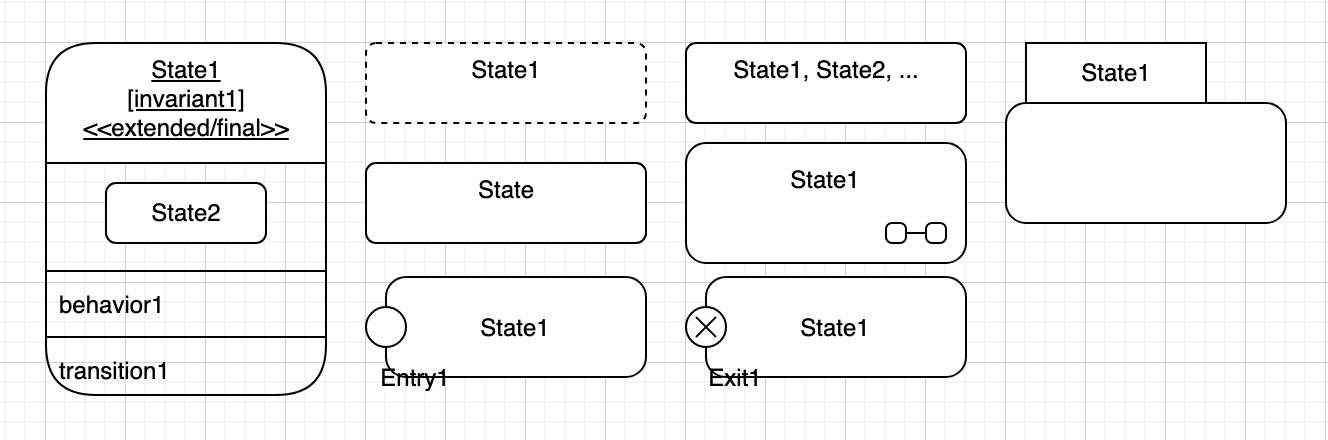 State1
[invariant1]
<<extended/final>>
State2
behavior1
transition1
State1
State
State1
Entry1
State1, State2, ...
State1
State1
Exit1
State1